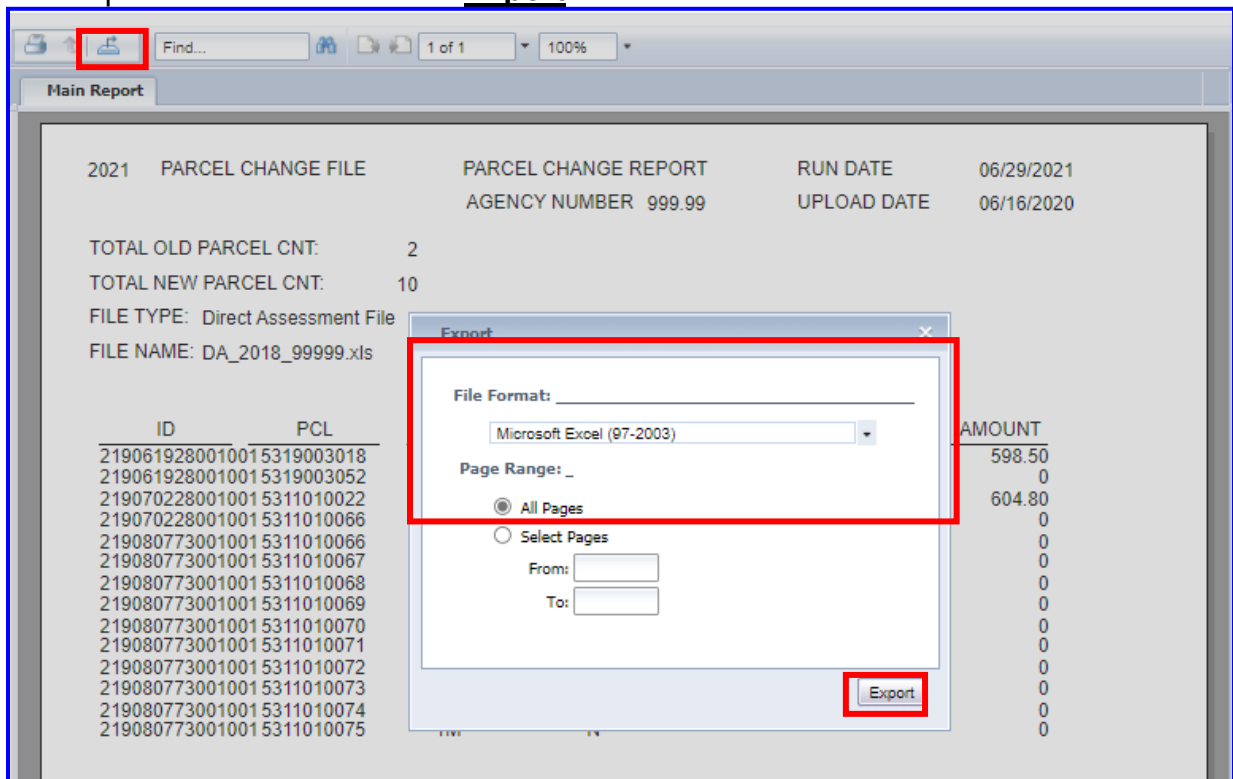 Find... 1 of 1 100%
Main Report
2021 PARCEL CHANGE FILE PARCEL CHANGE REPORT RUN DATE 06/29/2021
AGENCY NUMBER 999.99 UPLOAD DATE 06/16/2020
TOTAL OLD PARCEL CNT: 2
TOTAL NEW PARCEL CNT: 10
FILE TYPE: Direct Assessment File
FILE NAME: DA_2018_99999.xls
Export
File Format:
Microsoft Excel (97-2003)
Page Range:
All Pages
Select Pages
From:
To:
Export
ID PCL AMOUNT
219061928001001 5319003018 598.50
219061928001001 5319003052 0
219070228001001 5311010022 604.80
219070228001001 5311010066 0
219080773001001 5311010066 0
219080773001001 5311010067 0
219080773001001 5311010068 0
219080773001001 5311010069 0
219080773001001 5311010070 0
219080773001001 5311010071 0
219080773001001 5311010072 0
219080773001001 5311010073 0
219080773001001 5311010074 0
219080773001001 5311010075 0